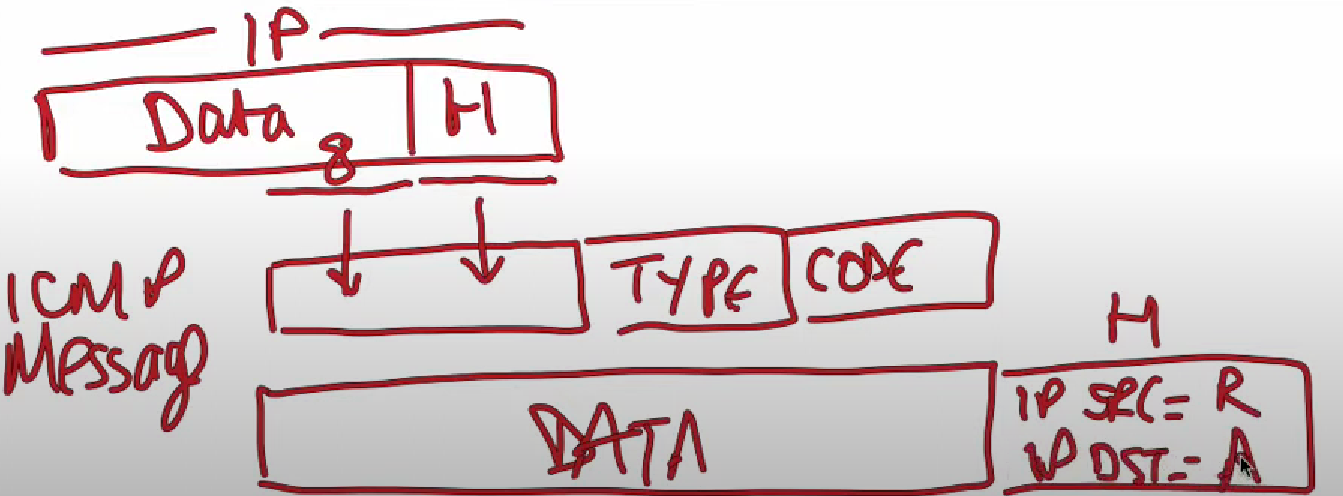 IP
Data H
8
ICMP TYPE CODE
Message
H
DATA IP SRC = R
IP DST = A